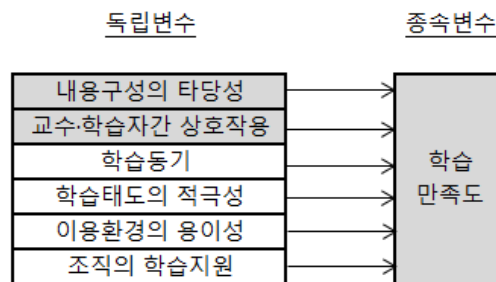 독립변수
종속변수
내용구성의 타당성
교수·학습자간 상호작용
학습동기
학습태도의 적극성
이용환경의 용이성
조직의 학습지원
학습
만족도